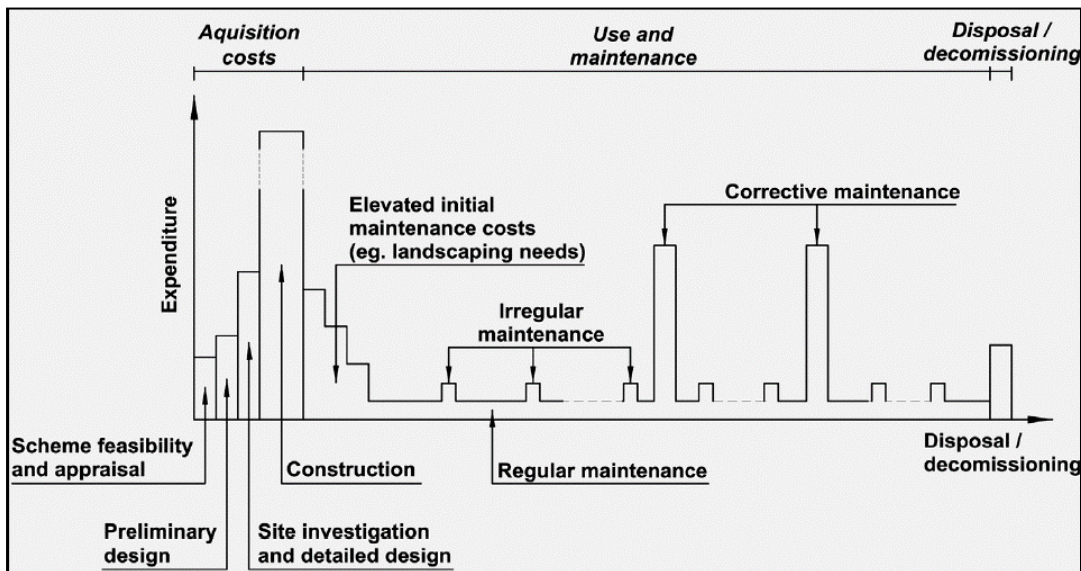 Aquisition
costs
Use and
maintenance
Disposal /
decomissioning
Expenditure
Elevated initial
maintenance costs
(eg. landscaping needs)
Corrective maintenance
Irregular
maintenance
Scheme feasibility
and appraisal
Construction
Regular maintenance
Disposal /
decomissioning
Preliminary
design
Site investigation
and detailed design